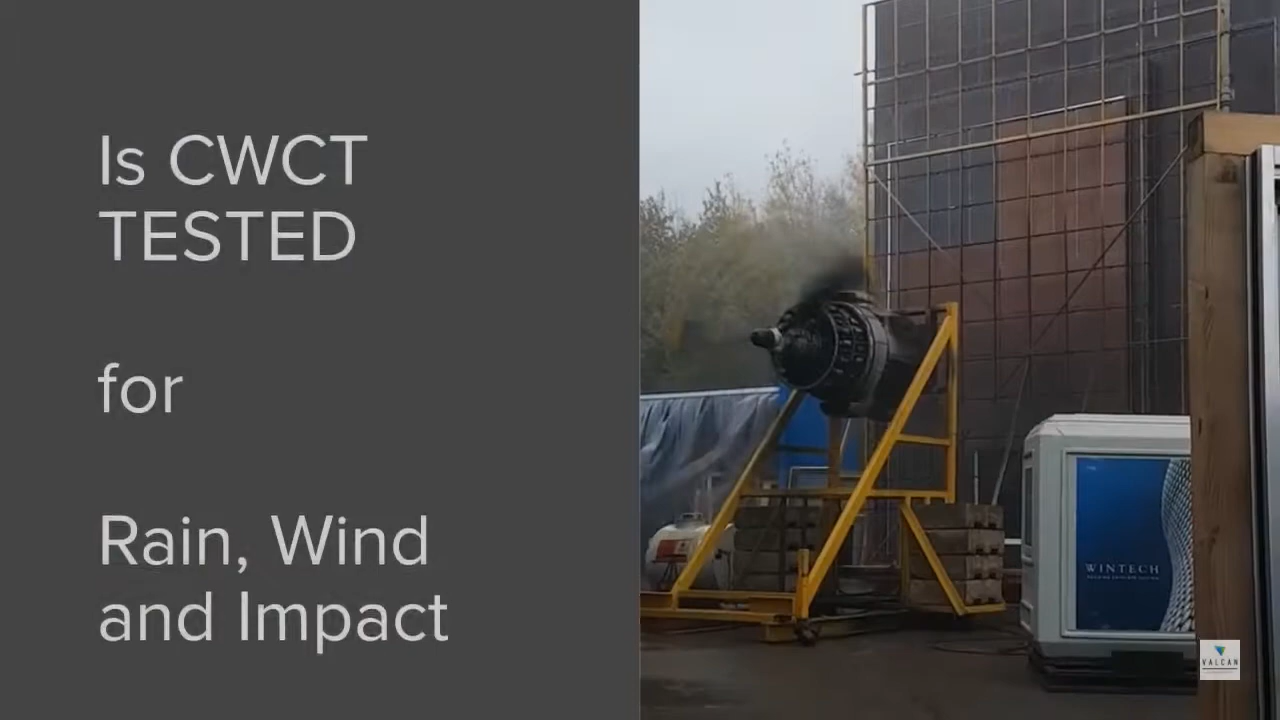 Is CWCT
TESTED
for
Rain, Wind
and Impact
WINTECH
VALCAN